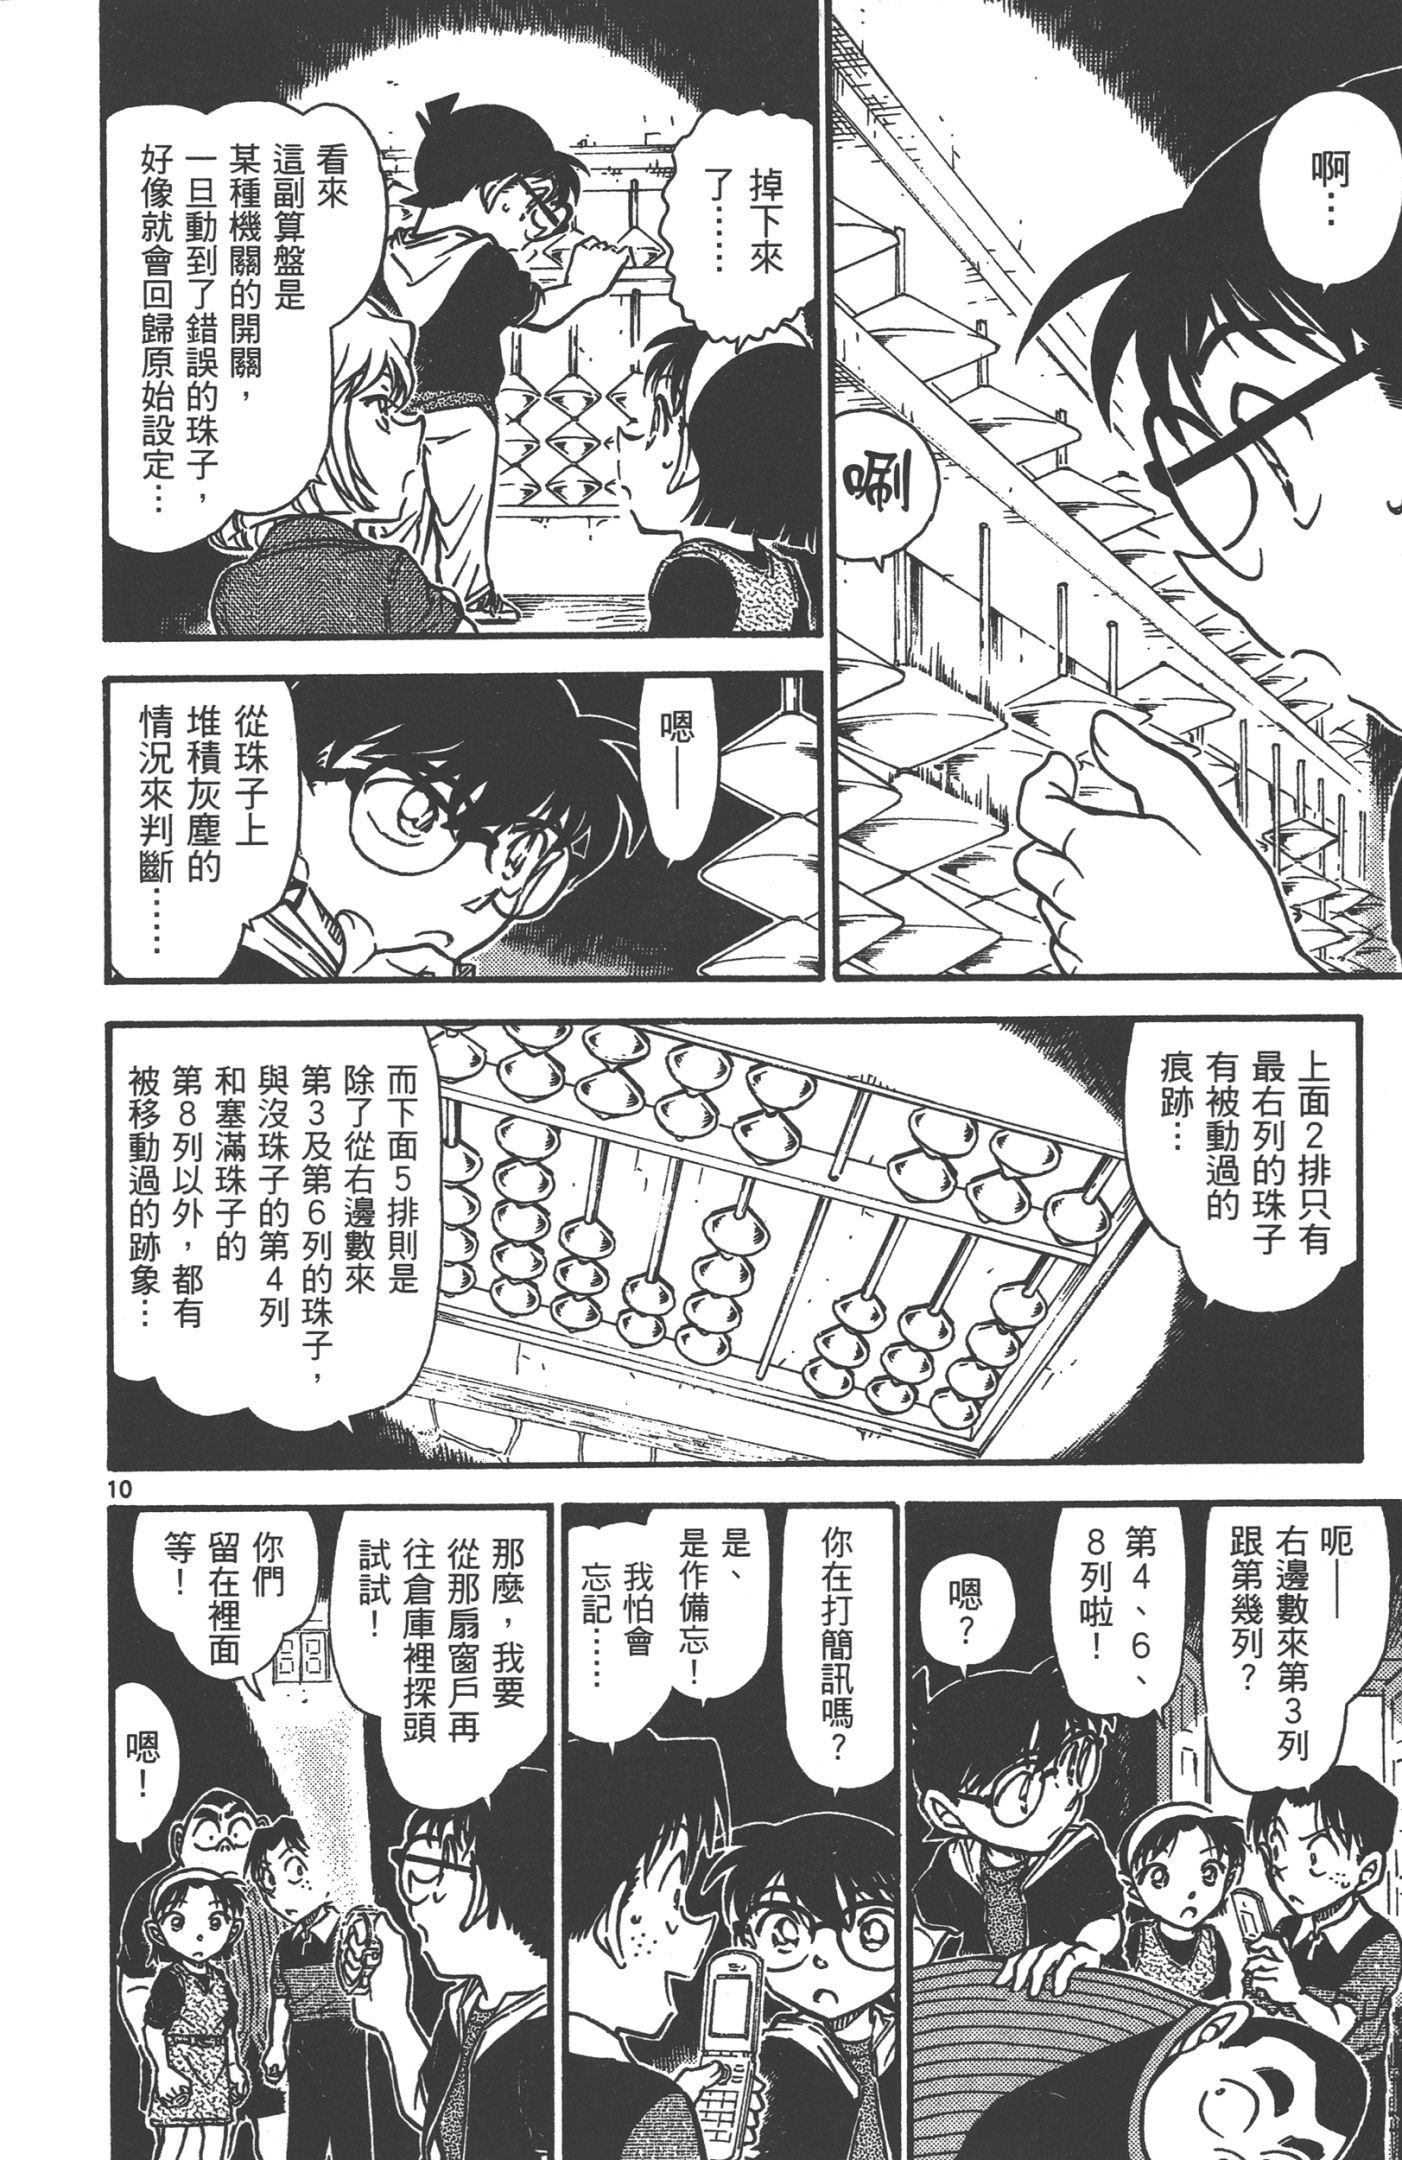 啊…
唰
掉下來
了……
看來
這副算盤是
某種機關的開關，
一旦動到了錯誤的珠子，
好像就會回歸原始設定…
嗯——
從珠子上
堆積灰塵的
情況來判斷……
上面2排只有
最右列的珠子
有被動過的
痕跡…
而下面5排則是
除了從右邊數來
第3及第6列的珠子，
與沒珠子的第4列
和塞滿珠子的
第8列以外，都有
被移動過的跡象…
呃——
右邊數來第3列
跟第幾列？
第4、6、
8列啦！
嗯？
你在打簡訊嗎？
是、
是作備忘！
我怕會
忘記……
那麼，我要
從那扇窗戶再
往倉庫裡探頭
試試！
你們
留在裡面
等！
嗯！
10